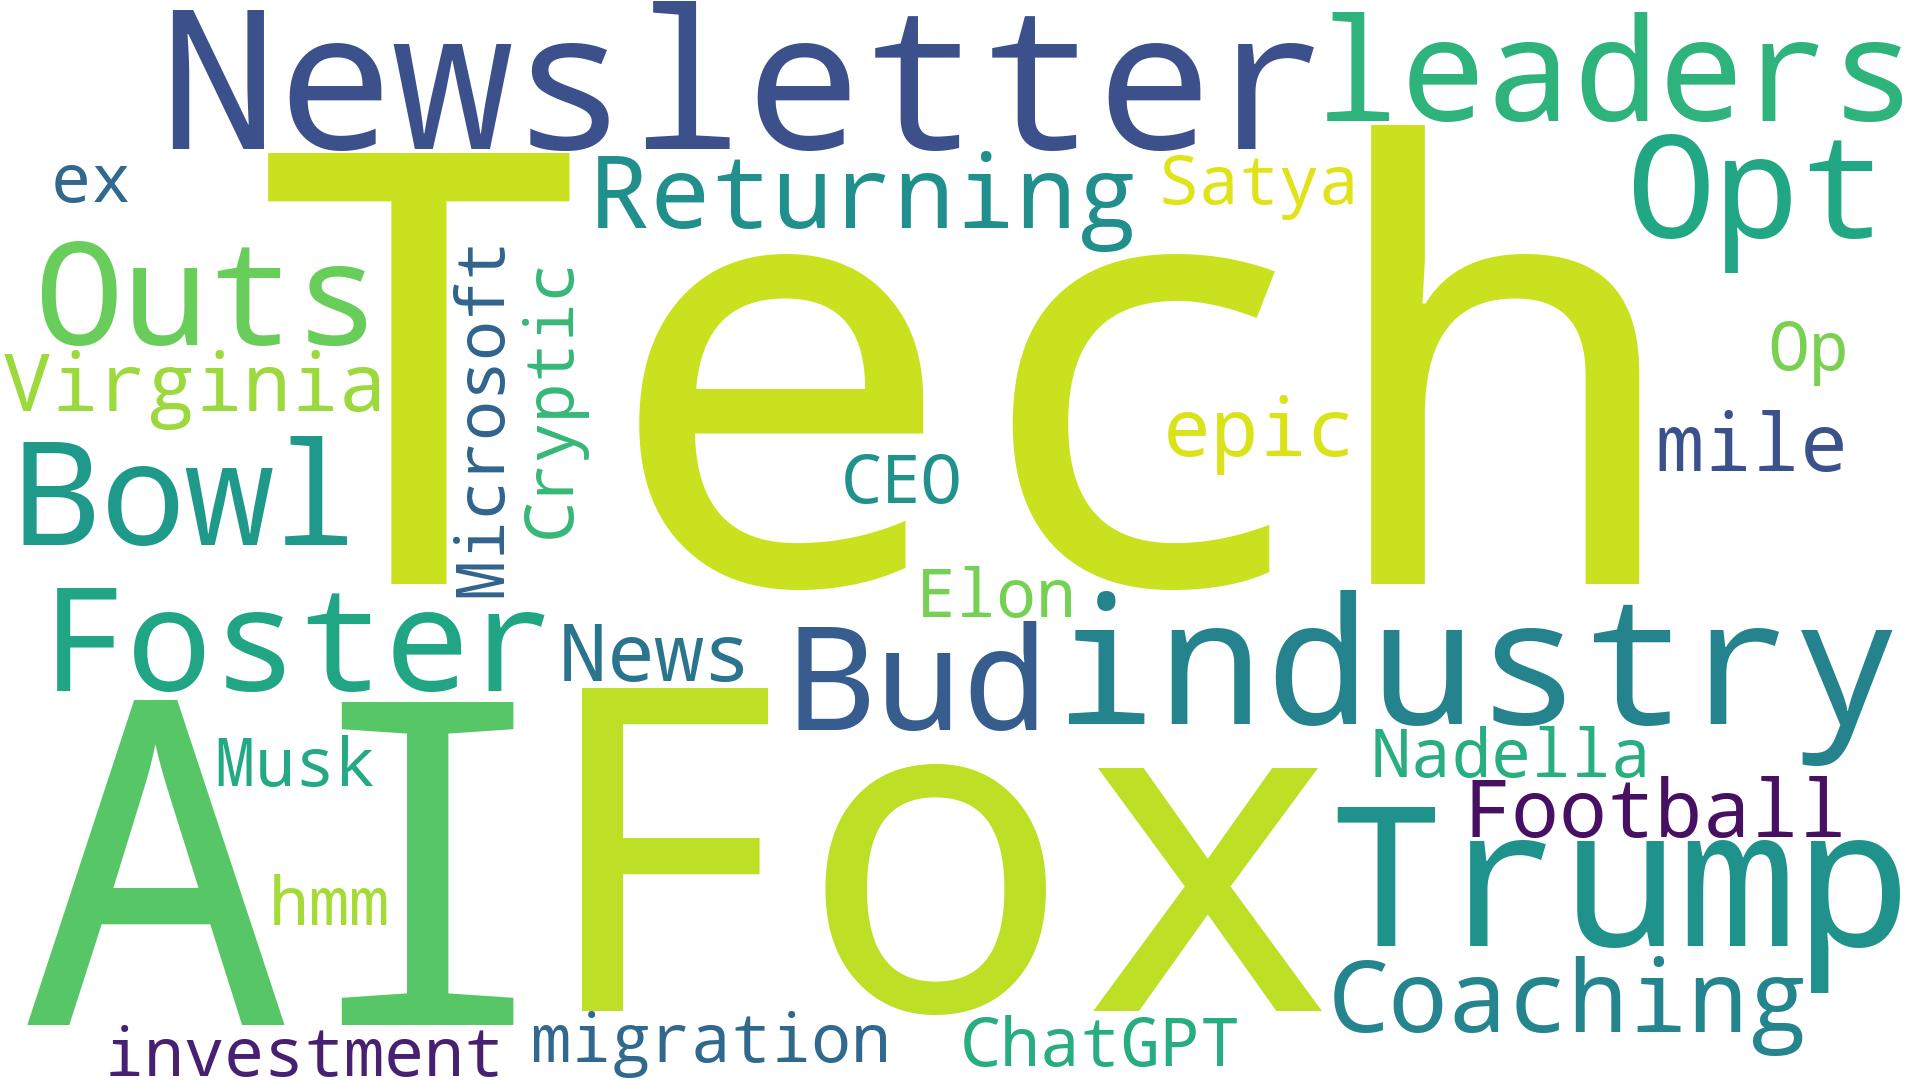 Newsletter
leaders
ex
Tech
Returning
Satya
Opt
Outs
Microsoft
Cryptic
Virginia
Op
epic
mile
Bowl
CEO
Elon
Foster
News
Bud
industry
AI
Musk
Fox
Nadella
Football
Trump
hmm
Coaching
investment
migration
ChatGPT